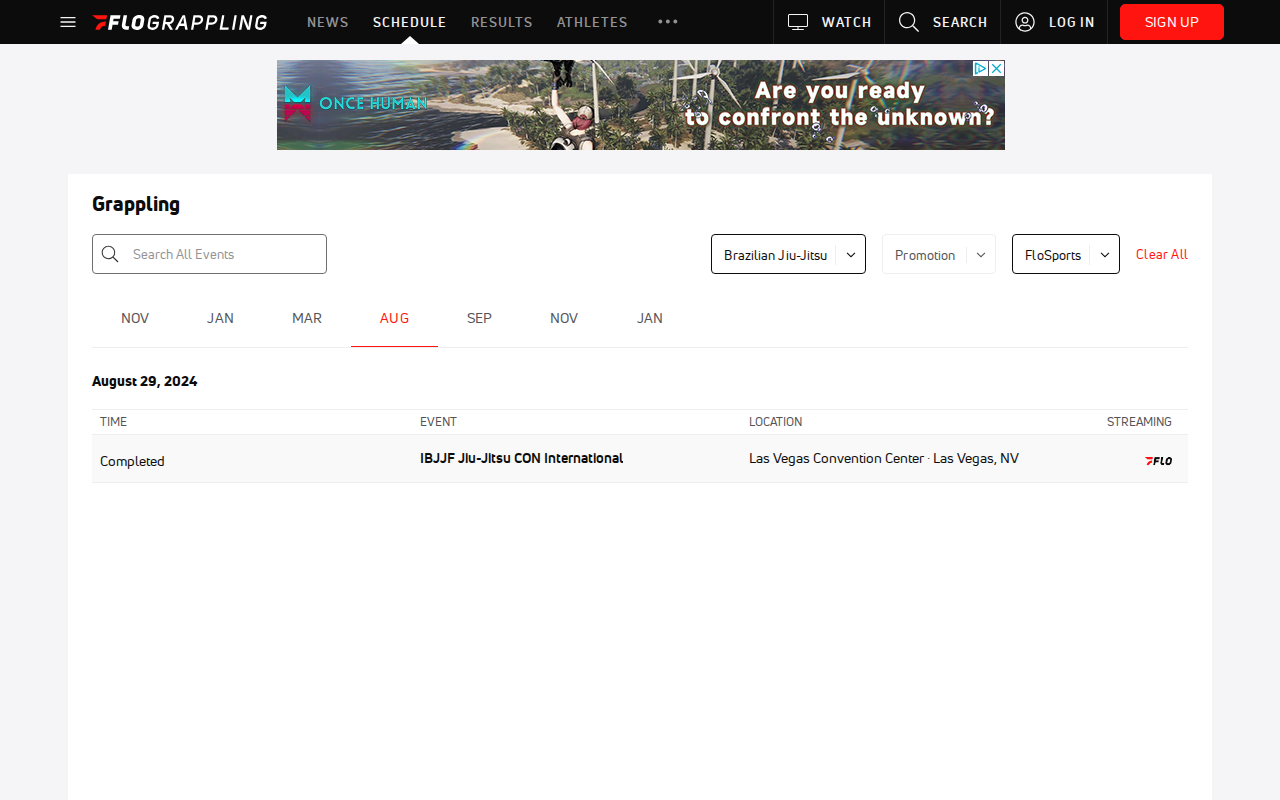 FLOGRAPPLING
NEWS
SCHEDULE
RESULTS
ATHLETES
WATCH
SEARCH
LOG IN
SIGN UP
ONCE HUMAN
Are you ready
to confront the unknown?
Grappling
Search All Events
Brazilian Jiu-Jitsu
Promotion
FloSports
Clear All
NOV
JAN
MAR
AUG
SEP
NOV
JAN
August 29, 2024
TIME
EVENT
LOCATION
STREAMING
Completed
IBJJF Jiu-Jitsu CON International
Las Vegas Convention Center · Las Vegas, NV
FLO